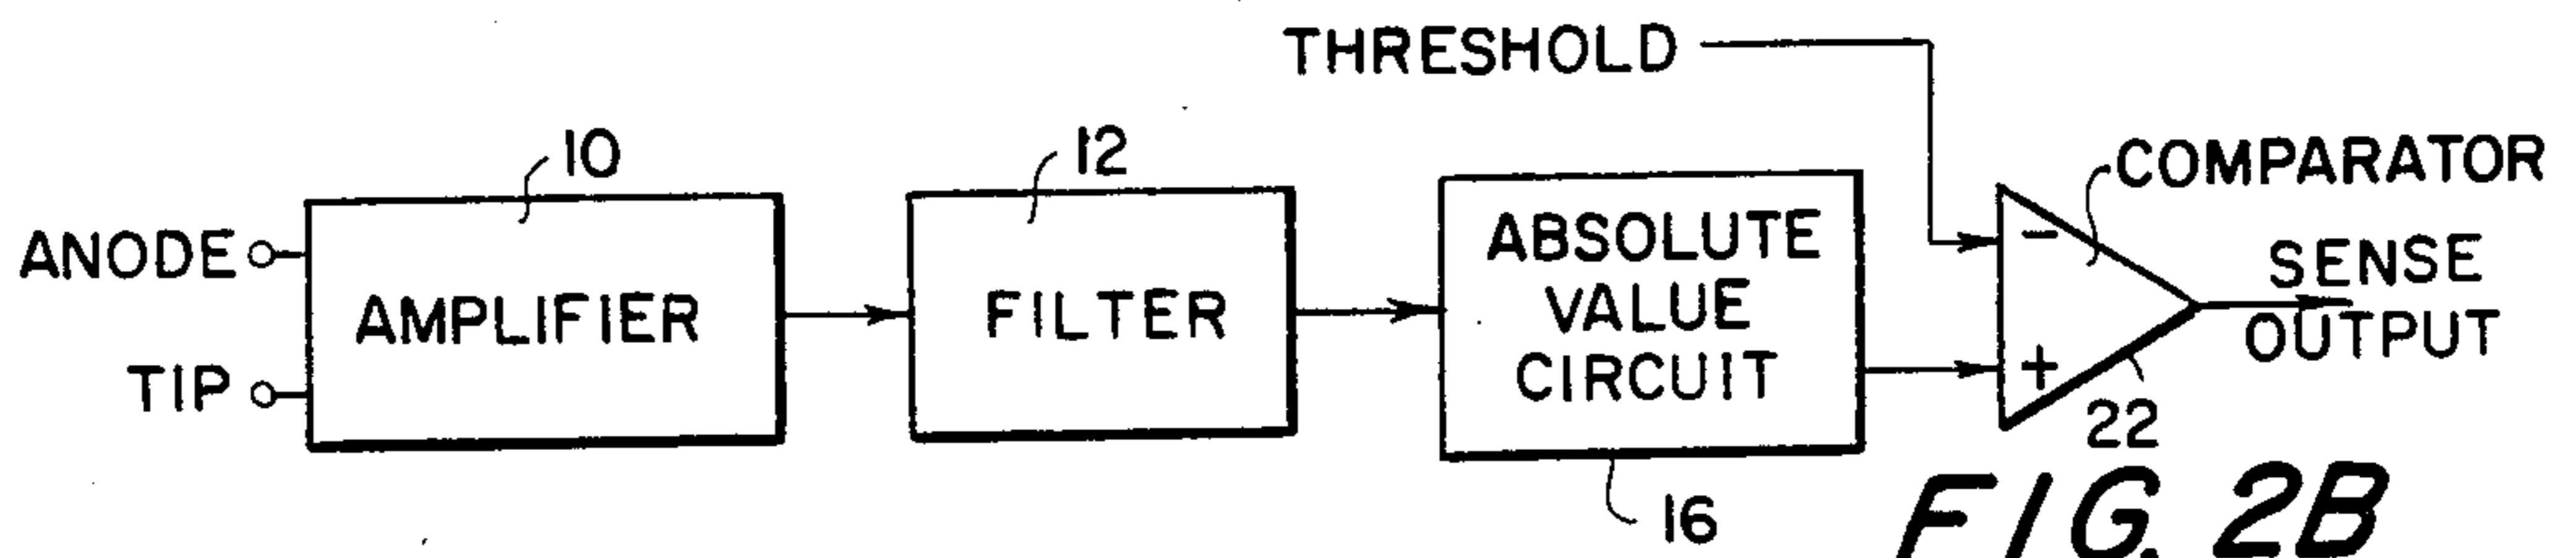 THRESHOLD
10
12
COMPARATOR
ANODE
AMPLIFIER
FILTER
ABSOLUTE
VALUE
CIRCUIT
−
+
SENSE
OUTPUT
TIP
22
16
FIG. 2B